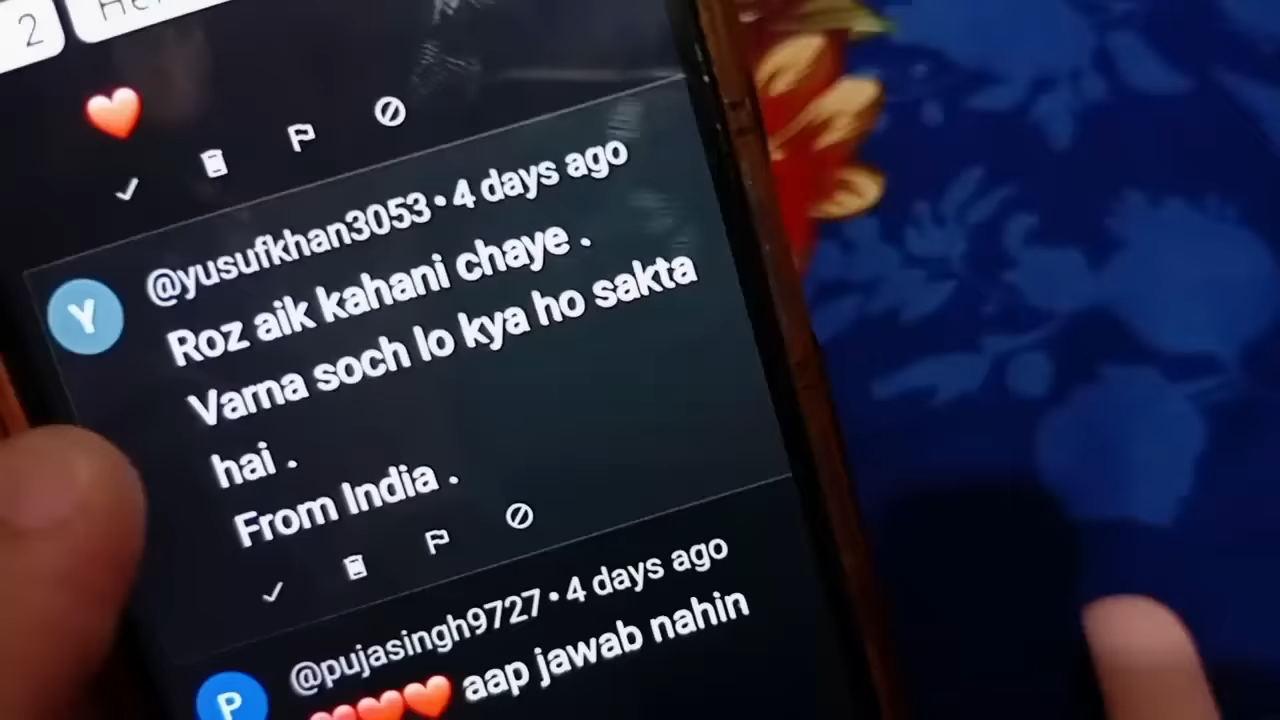 2
❤️
@yusufkhan3053 • 4 days ago
Y
Roz aik kahani chaye .
Varna soch lo kya ho sakta
hai .
From India .
@pujasingh9727 • 4 days ago
P
❤️❤️❤️ aap jawab nahin